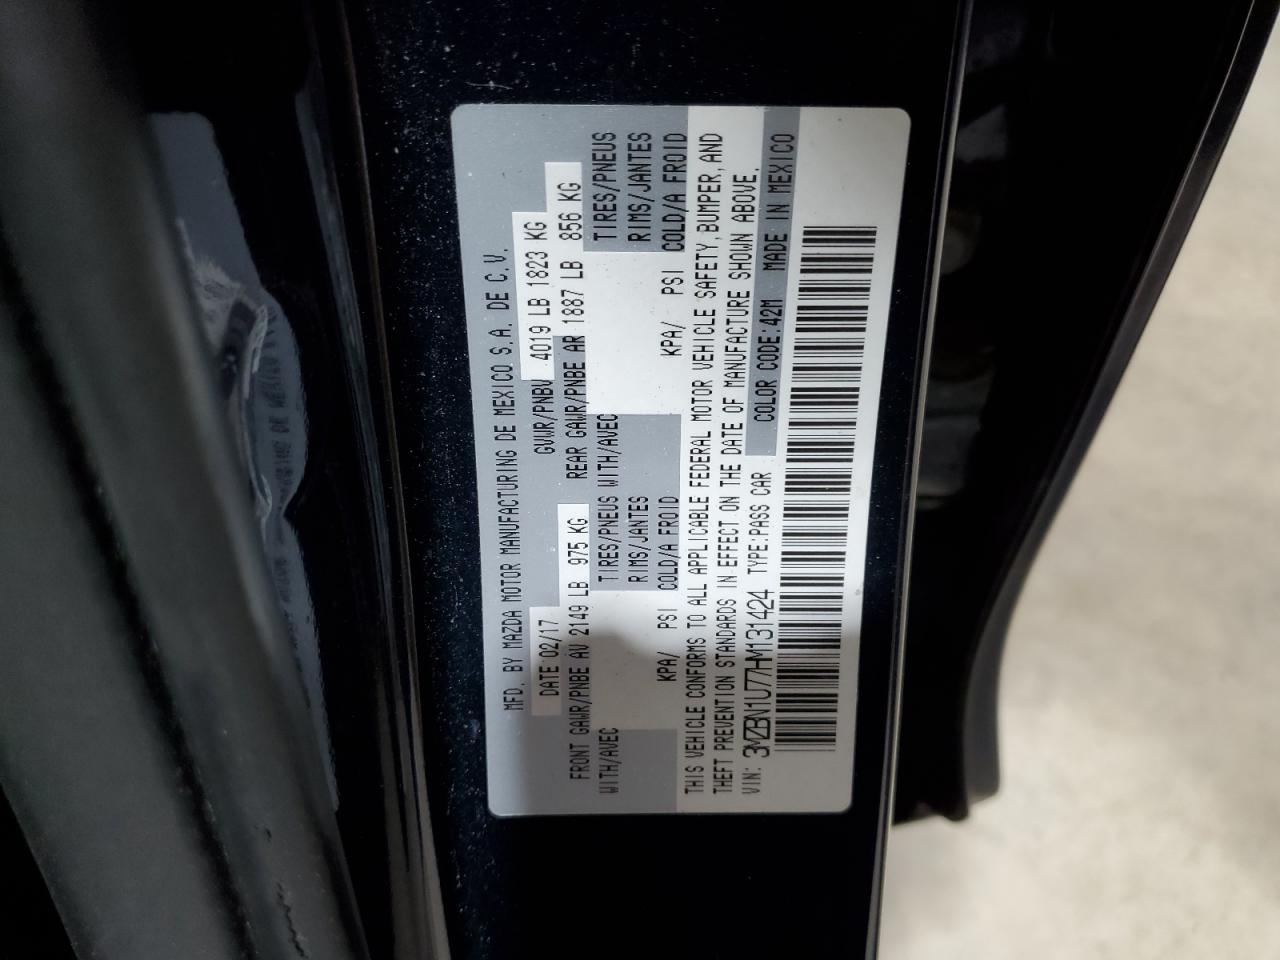 MFD. BY MAZDA MOTOR MANUFACTURING DE MEXICO S.A. DE C.V.
DATE 02/17 GVWR/PNBV 4019 LB 1823 KG
FRONT GAWR/PNBE AV 2149 LB 975 KG REAR GAWR/PNBE AR 1887 LB 856 KG
WITH/AVEC TIRES/PNEUS WITH/AVEC TIRES/PNEUS
RIMS/JANTES RIMS/JANTES
KPA/ PSI COLD/A FROID KPA/ PSI COLD/A FROID
THIS VEHICLE CONFORMS TO ALL APPLICABLE FEDERAL MOTOR VEHICLE SAFETY, BUMPER, AND
THEFT PREVENTION STANDARDS IN EFFECT ON THE DATE OF MANUFACTURE SHOWN ABOVE.
VIN: 3MZBN1U77HM131424 TYPE:PASS CAR COLOR CODE:42M MADE IN MEXICO